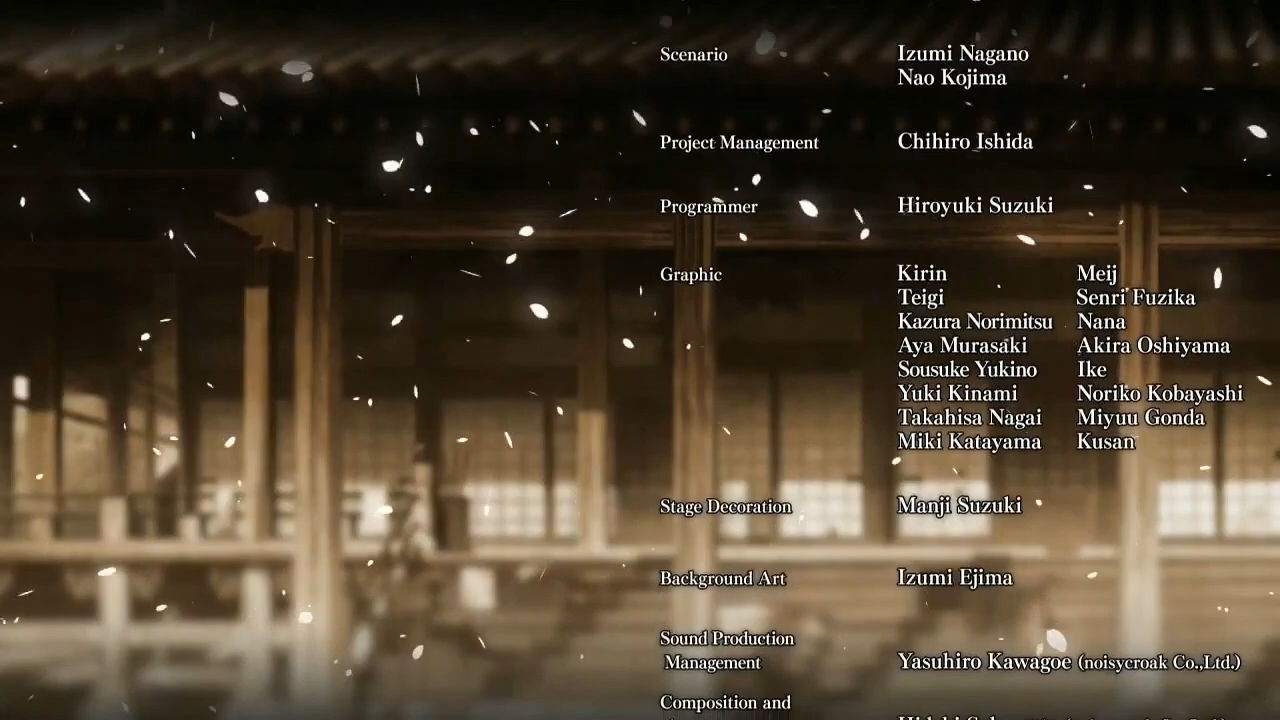 Scenario Izumi Nagano
Nao Kojima
Project Management Chihiro Ishida
Programmer Hiroyuki Suzuki
Graphic Kirin Meij
Teigi Senri Fuzika
Kazura Norimitsu Nana
Aya Murasaki Akira Oshiyama
Sousuke Yukino Ike
Yuki Kinami Noriko Kobayashi
Takahisa Nagai Miyuu Gonda
Miki Katayama Kusan
Stage Decoration Manji Suzuki
Background Art Izumi Ejima
Sound Production
Management Yasuhiro Kawagoe (noisycroak Co.,Ltd.)
Composition and